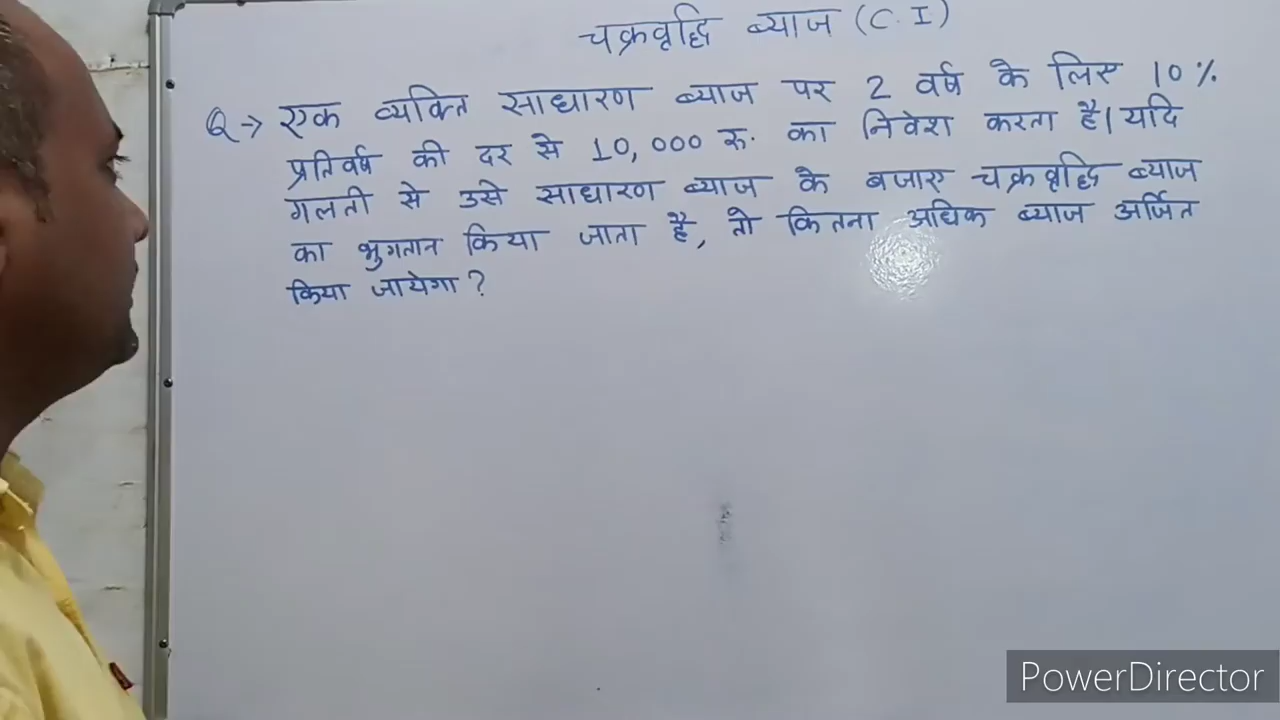 चक्रवृद्धि ब्याज (C.I)
Q→ एक व्यक्ति साधारण ब्याज पर 2 वर्ष के लिए 10%
प्रतिवर्ष की दर से 10,000 रु. का निवेश करता है। यदि
गलती से उसे साधारण ब्याज के बजाए चक्रवृद्धि ब्याज
का भुगतान किया जाता है, तो कितना अधिक ब्याज अर्जित
किया जायेगा?
PowerDirector